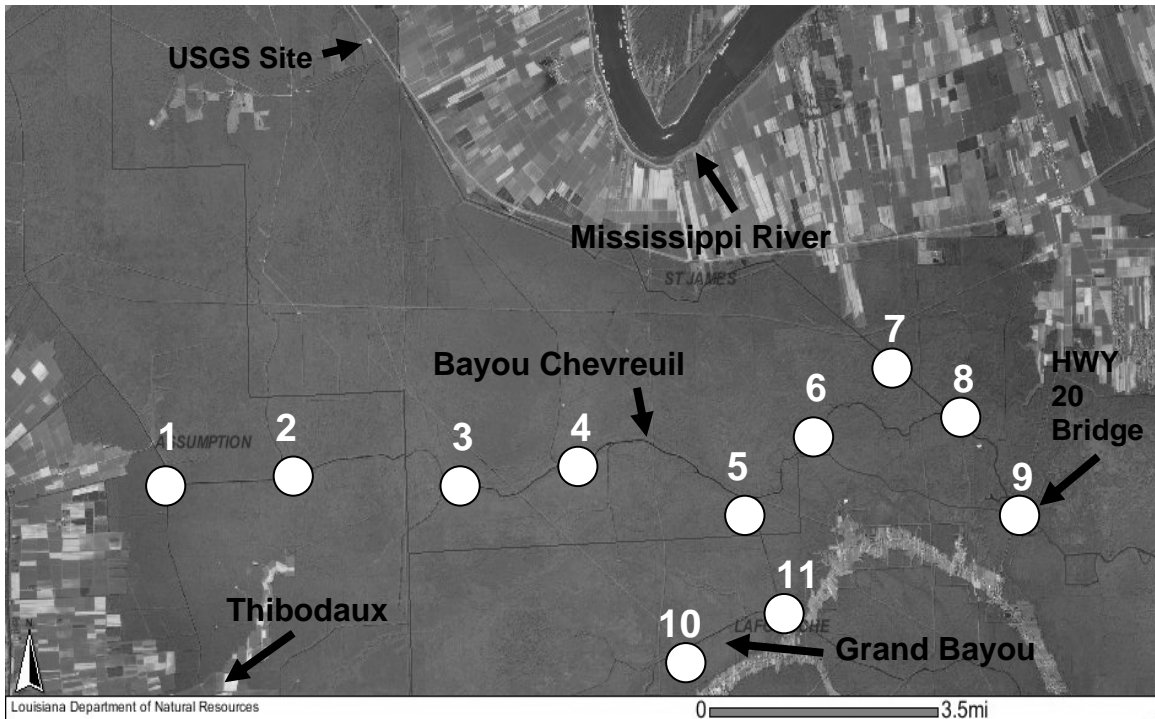 USGS Site
Mississippi River
ST JAMES
7
Bayou Chevreuil
HWY
20
Bridge
8
6
1
ASSUMPTION
2
3
4
5
9
11
Thibodaux
LAFOURCHE
10
Grand Bayou
N
Louisiana Department of Natural Resources
0
3.5mi